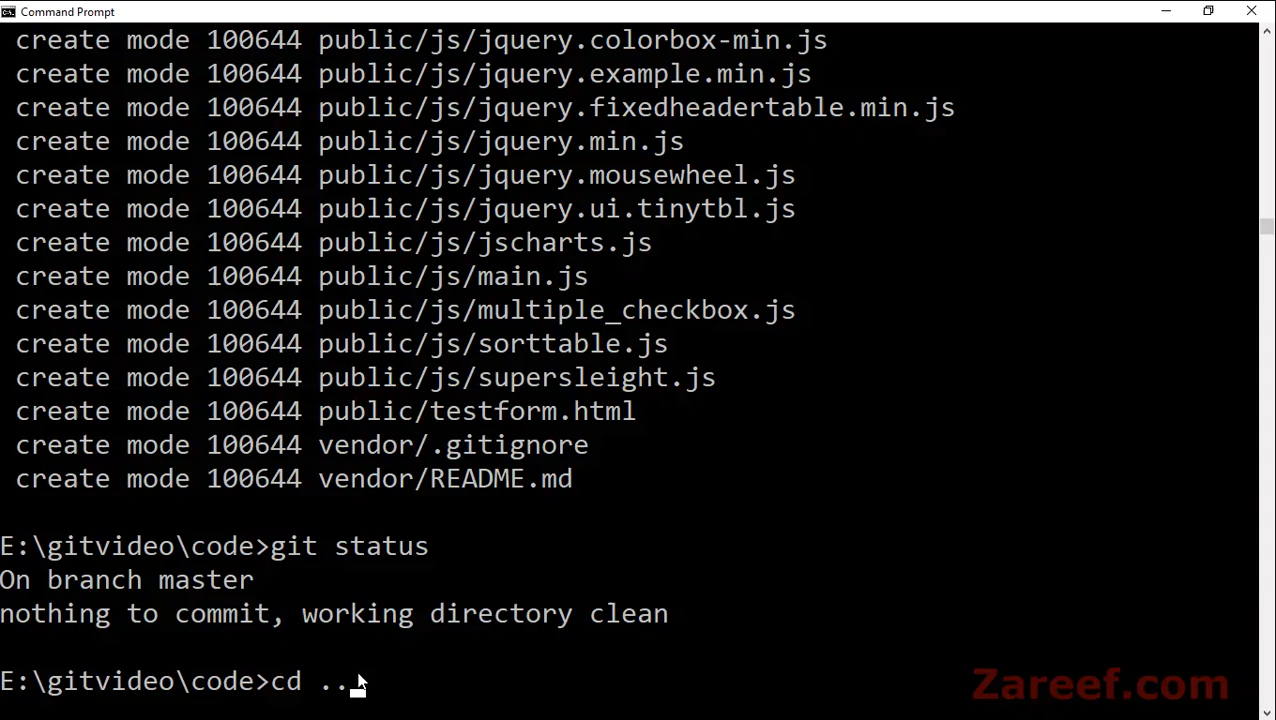 Command Prompt
create mode 100644 public/js/jquery.colorbox-min.js
create mode 100644 public/js/jquery.example.min.js
create mode 100644 public/js/jquery.fixedheadertable.min.js
create mode 100644 public/js/jquery.min.js
create mode 100644 public/js/jquery.mousewheel.js
create mode 100644 public/js/jquery.ui.tinytbl.js
create mode 100644 public/js/jscharts.js
create mode 100644 public/js/main.js
create mode 100644 public/js/multiple_checkbox.js
create mode 100644 public/js/sorttable.js
create mode 100644 public/js/supersleight.js
create mode 100644 public/testform.html
create mode 100644 vendor/.gitignore
create mode 100644 vendor/README.md
E:\gitvideo\code>git status
On branch master
nothing to commit, working directory clean
E:\gitvideo\code>cd ..
Zareef.com